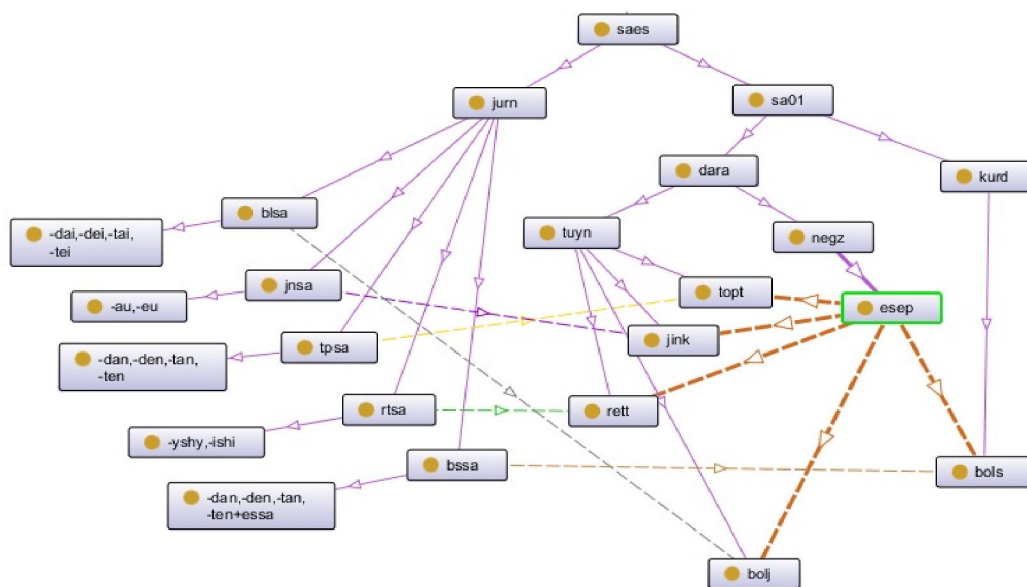 saes
jurn
sa01
dara
kurd
blsa
-dai,-dei,-tai,
-tei
tuyn
negz
jnsa
-au,-eu
topt
esep
tpsa
-dan,-den,-tan,
-ten
jink
rtsa
rett
-yshy,-ishi
bssa
bols
-dan,-den,-tan,
-ten+essa
bolj